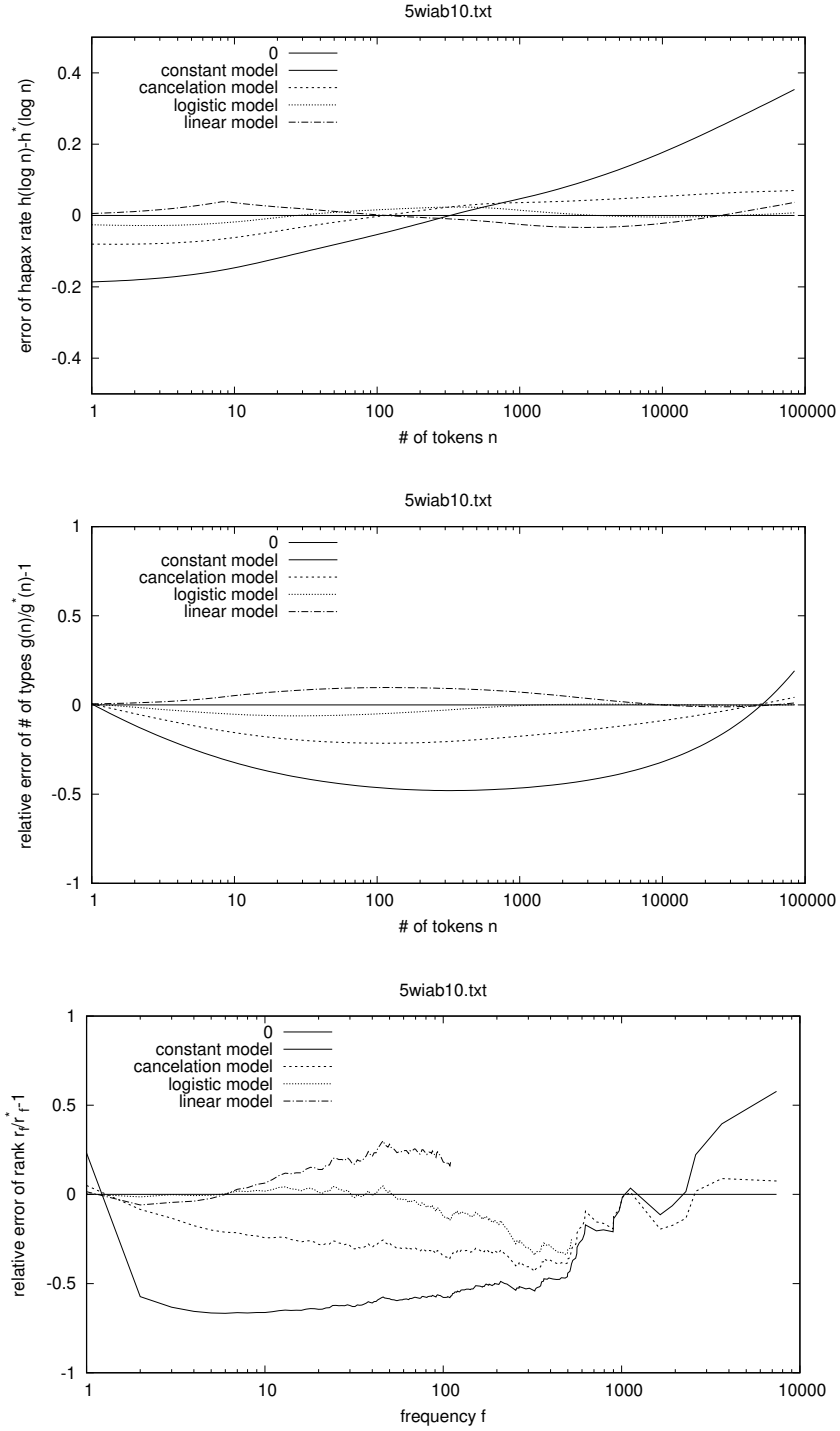 5wiab10.txt
error of hapax rate h(log n)-h*(log n)
0.4
0.2
0
-0.2
-0.4
0
constant model
cancelation model
logistic model
linear model
1 10 100 1000 10000 100000
# of tokens n
5wiab10.txt
relative error of # of types g(n)/g*(n)-1
1
0.5
0
-0.5
-1
0
constant model
cancelation model
logistic model
linear model
1 10 100 1000 10000 100000
# of tokens n
5wiab10.txt
relative error of rank r_f/r*_f-1
1
0.5
0
-0.5
-1
0
constant model
cancelation model
logistic model
linear model
1 10 100 1000 10000
frequency f